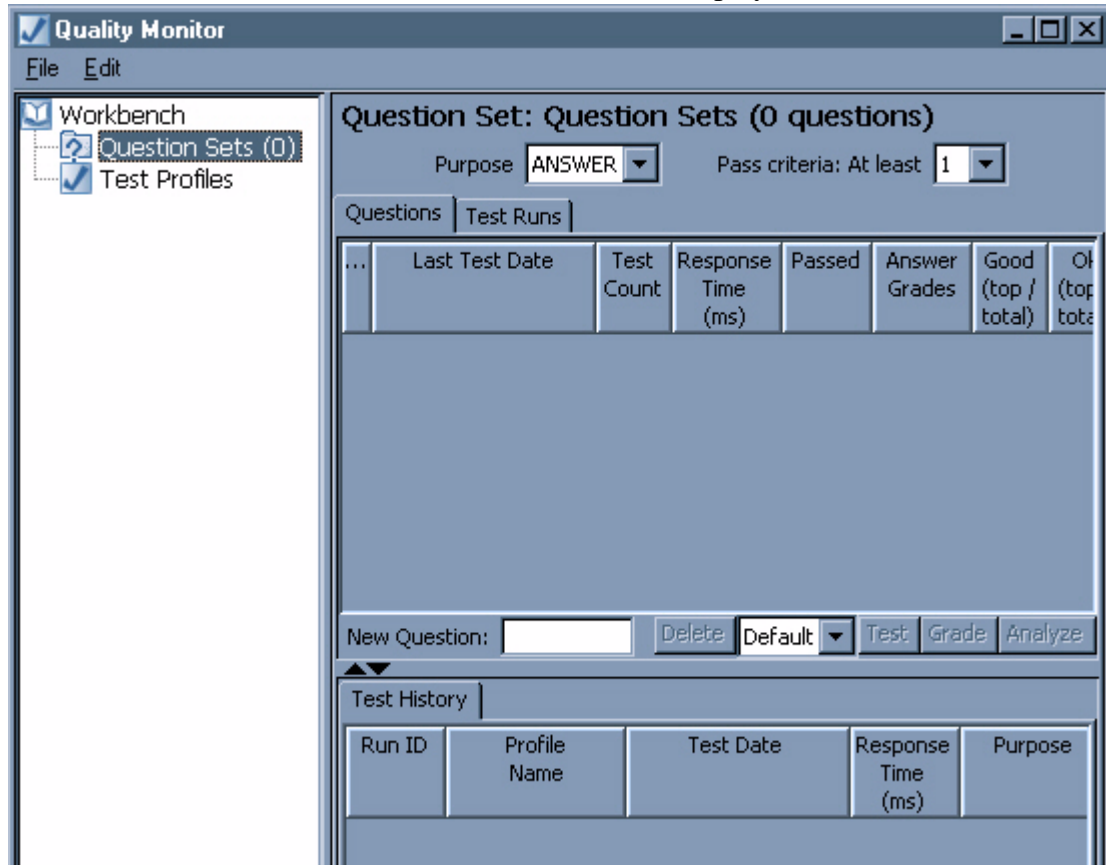 Quality Monitor
File Edit
Workbench
Question Sets (0)
Test Profiles
Question Set: Question Sets (0 questions)
Purpose ANSWER Pass criteria: At least 1
Questions Test Runs
... Last Test Date Test Count Response Time (ms) Passed Answer Grades Good (top / total)
New Question: Delete Default Test Grade Analyze
Test History
Run ID Profile Name Test Date Response Time (ms) Purpose